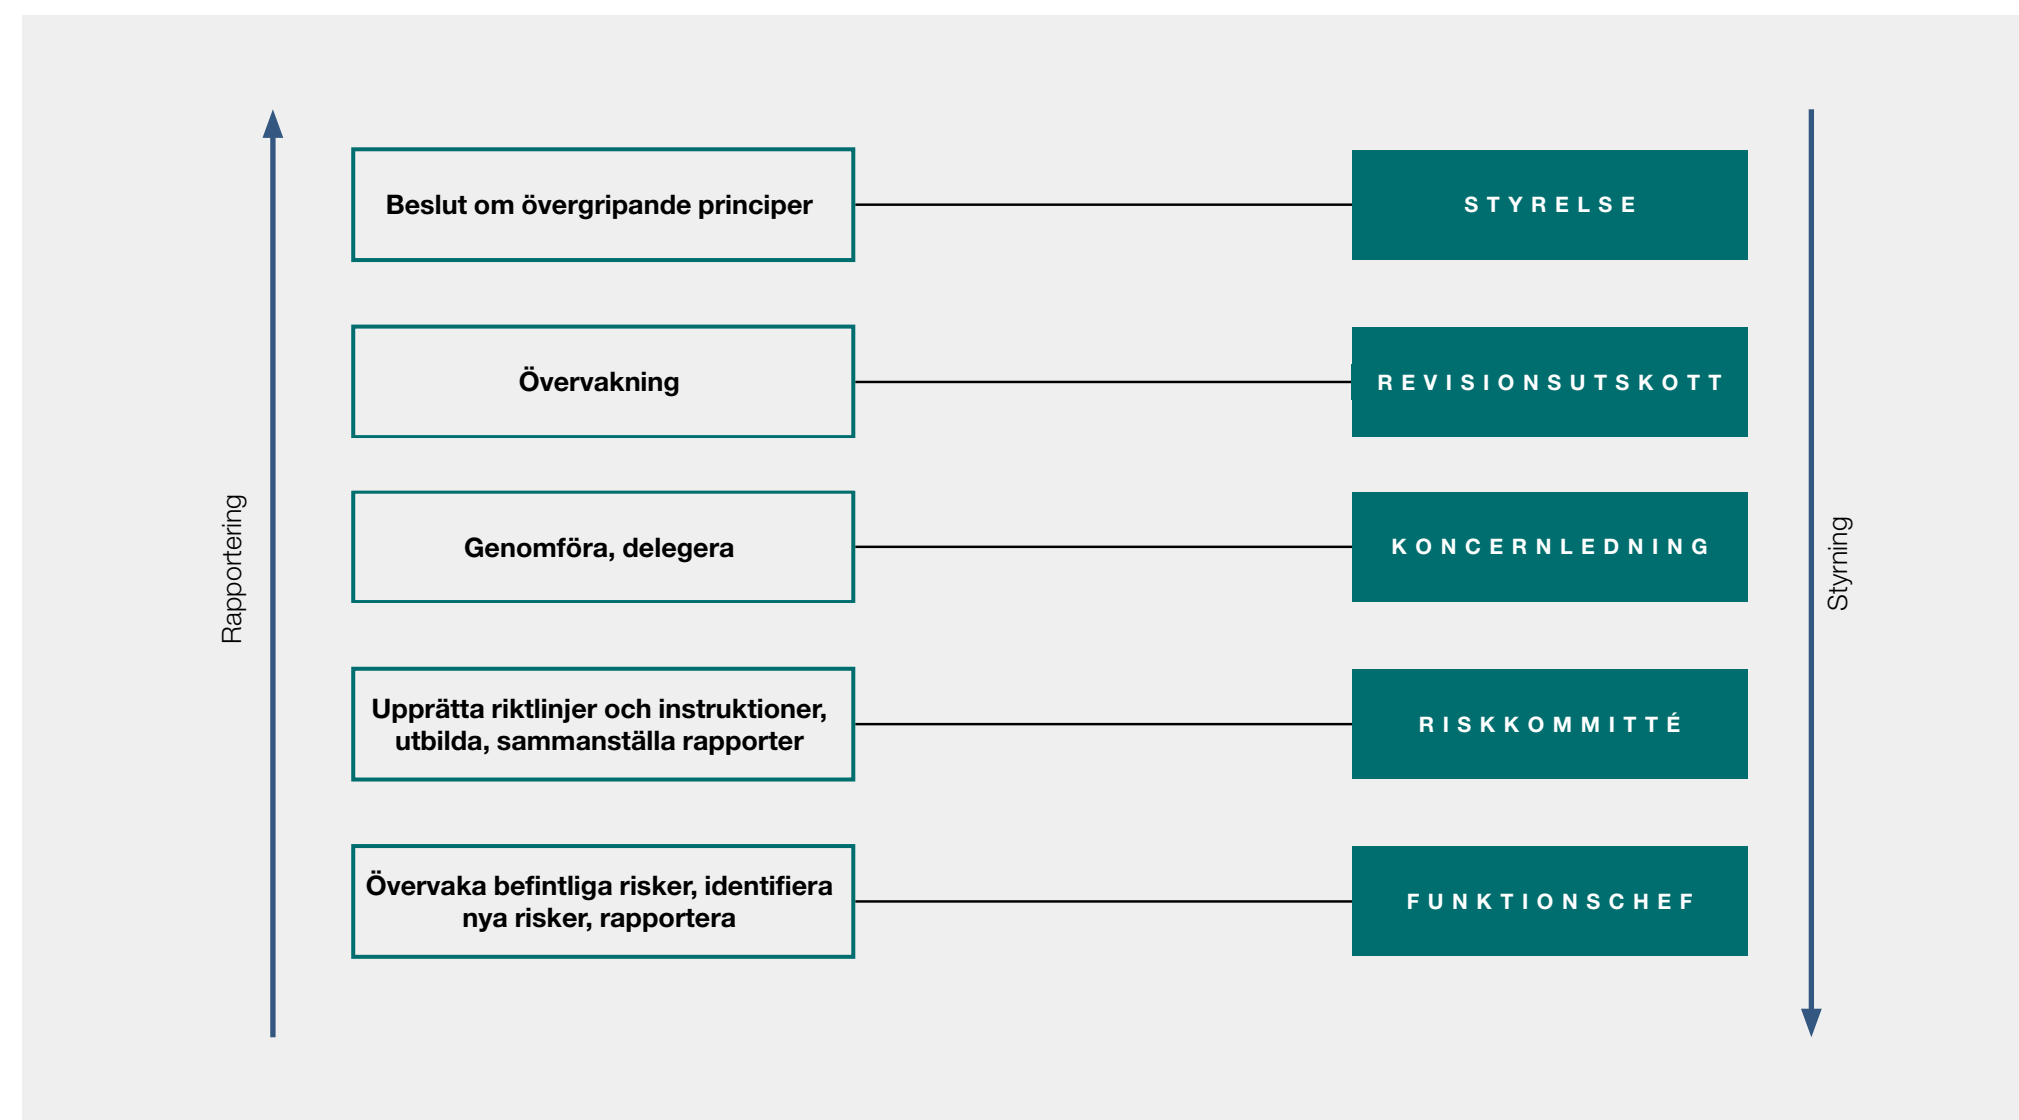 Rapportering
Beslut om övergripande principer
STYRELSE
Övervakning
REVISIONSUTSKOTT
Genomföra, delegera
KONCERNLEDNING
Upprätta riktlinjer och instruktioner,
utbilda, sammanställa rapporter
RISKKOMMITTÉ
Övervaka befintliga risker, identifiera
nya risker, rapportera
FUNKTIONSCHEF
Styrning